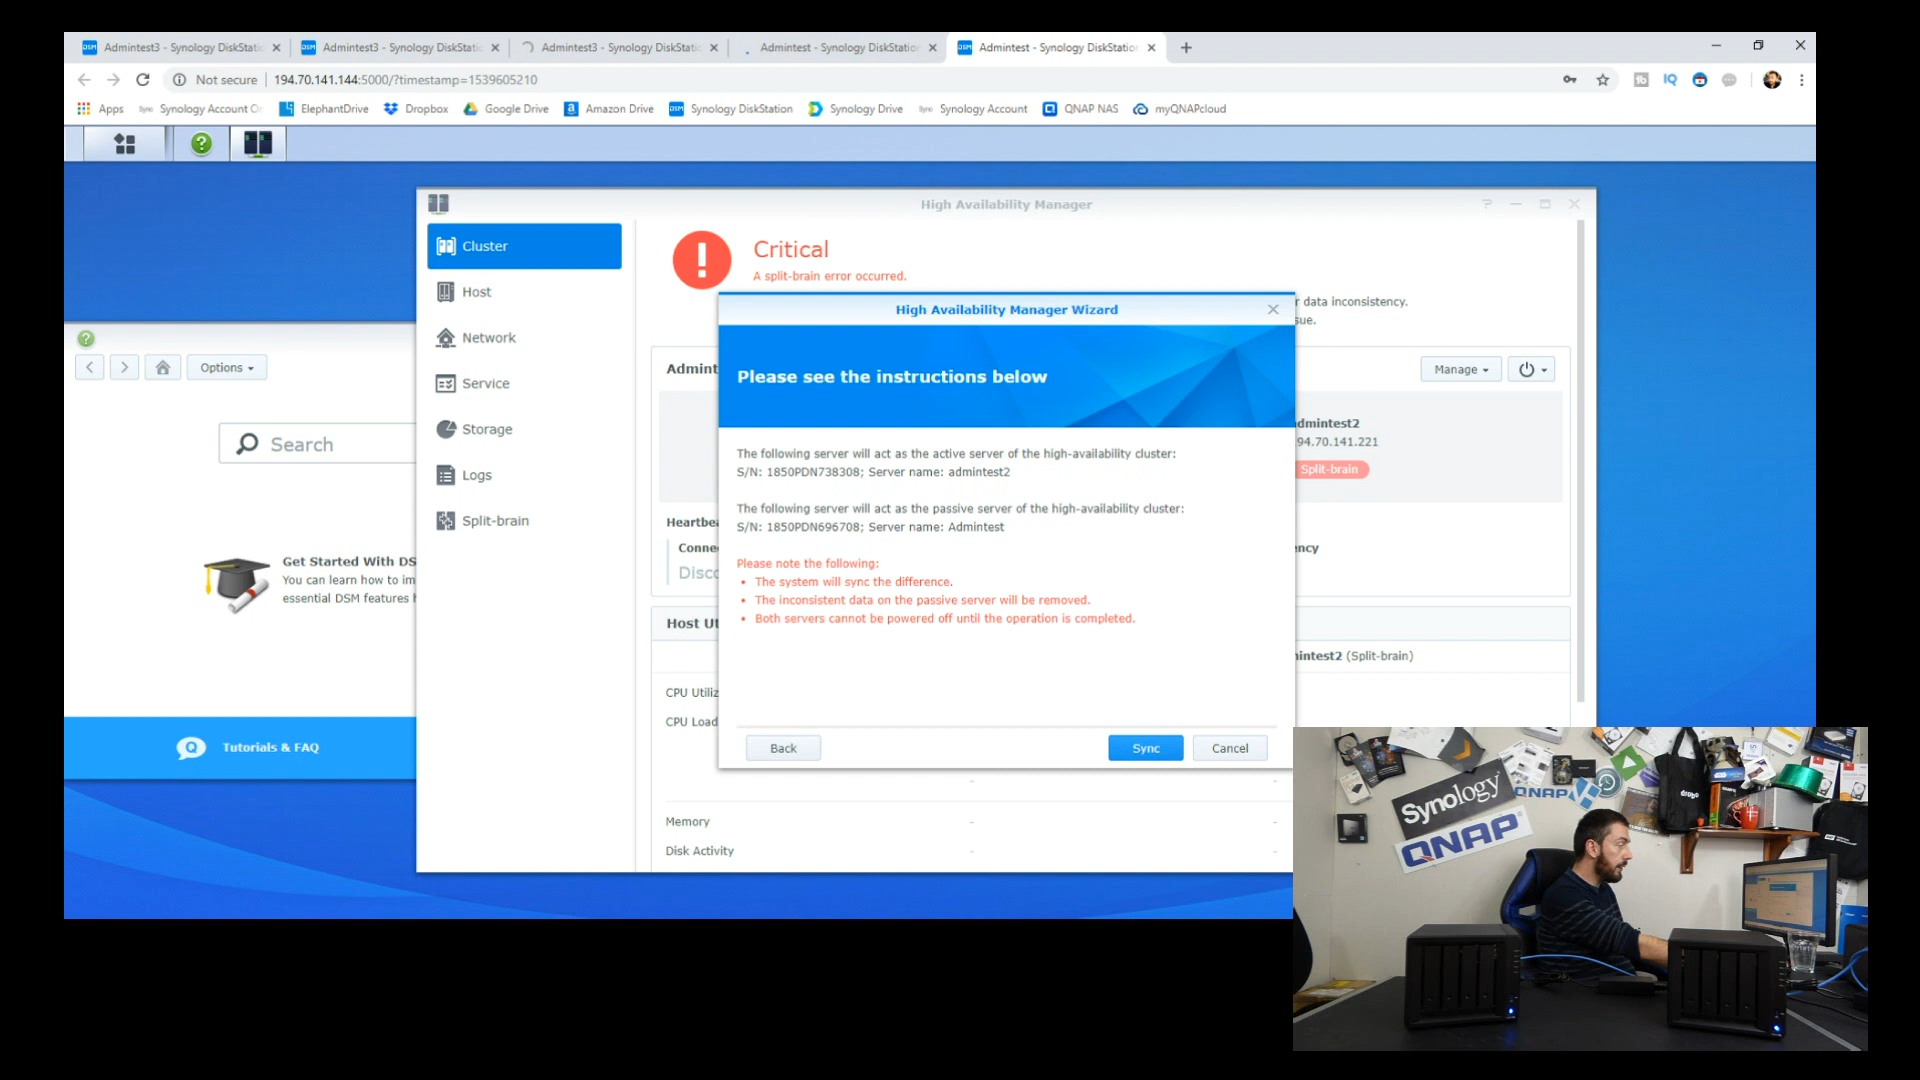 Admintest3 - Synology DiskStatio
Admintest3 - Synology DiskStatic
Admintest3 - Synology DiskStatic
Admintest - Synology DiskStation
Admintest - Synology DiskStation
Not secure
194.70.141.144:5000/?timestamp=1539605210
Apps
Synology Account O
ElephantDrive
Dropbox
Google Drive
Amazon Drive
Synology DiskStation
Synology Drive
Synology Account
QNAP NAS
myQNAPcloud
High Availability Manager
Cluster
Host
Network
Service
Storage
Logs
Split-brain
Critical
A split-brain error occurred.
r data inconsistency.
sue.
Options
Search
Get Started With DS
You can learn how to im
essential DSM features h
Tutorials & FAQ
Admint
Manage
dmintest2
94.70.141.221
Split-brain
Heartbea
Conne
Disco
ency
Host Ut
mintest2 (Split-brain)
CPU Utiliz
CPU Load
Memory - -
Disk Activity - -
High Availability Manager Wizard
Please see the instructions below
The following server will act as the active server of the high-availability cluster:
S/N: 1850PDN738308; Server name: admintest2
The following server will act as the passive server of the high-availability cluster:
S/N: 1850PDN696708; Server name: Admintest
Please note the following:
• The system will sync the difference.
• The inconsistent data on the passive server will be removed.
• Both servers cannot be powered off until the operation is completed.
Back
Sync
Cancel
Synology
QNAP
QNAP
drobo